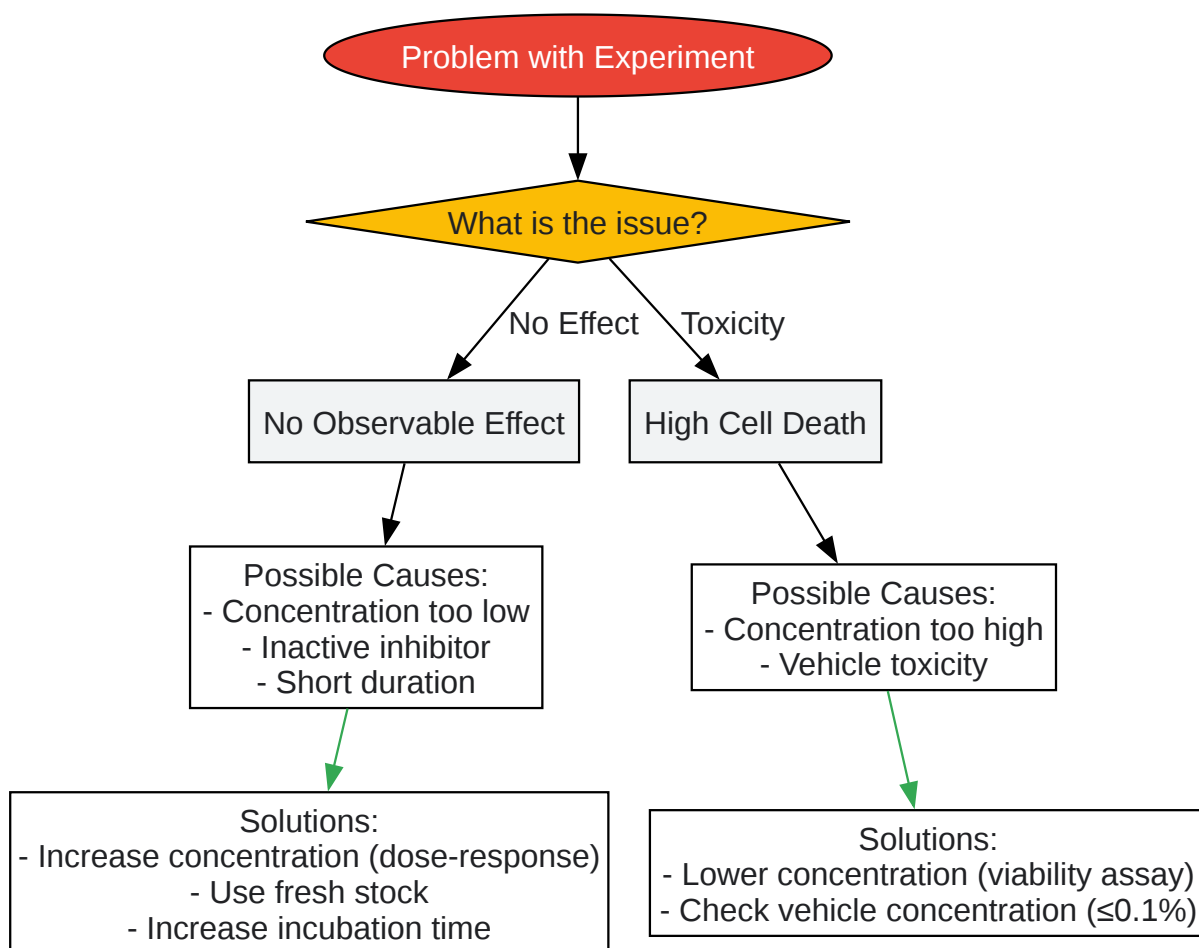 Problem with Experiment
What is the issue?
No Effect
Toxicity
No Observable Effect
High Cell Death
Possible Causes:
- Concentration too low
- Inactive inhibitor
- Short duration
Possible Causes:
- Concentration too high
- Vehicle toxicity
Solutions:
- Increase concentration (dose-response)
- Use fresh stock
- Increase incubation time
Solutions:
- Lower concentration (viability assay)
- Check vehicle concentration (≤0.1%)